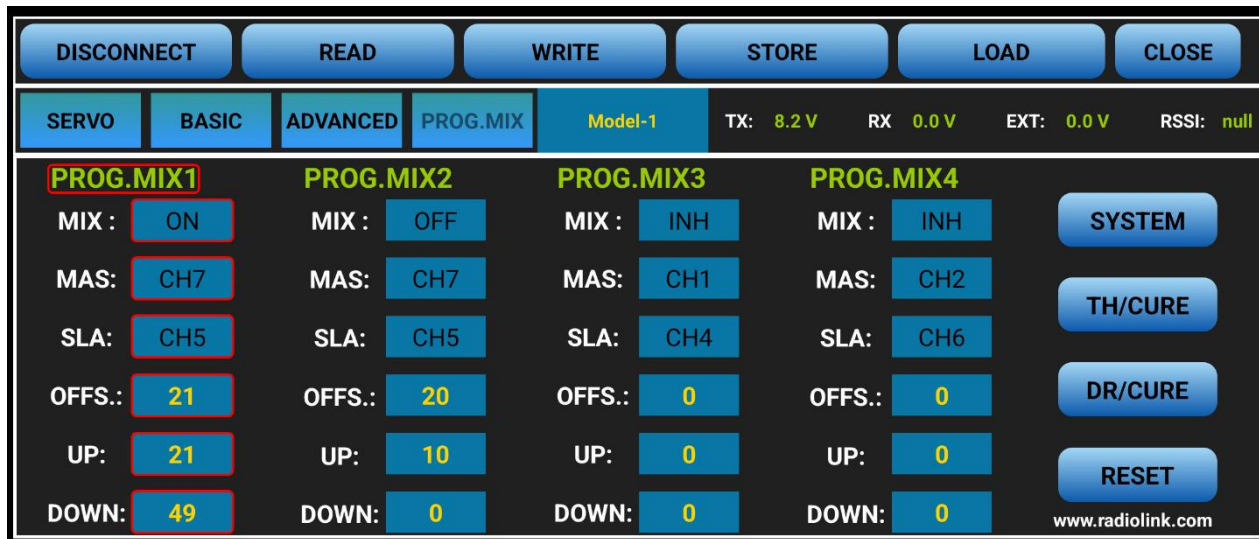 DISCONNECT READ WRITE STORE LOAD CLOSE
SERVO BASIC ADVANCED PROG.MIX Model-1 TX: 8.2 V RX 0.0 V EXT: 0.0 V RSSI: null
PROG.MIX1 PROG.MIX2 PROG.MIX3 PROG.MIX4
MIX : ON MIX : OFF MIX : INH MIX : INH SYSTEM
MAS: CH7 MAS: CH7 MAS: CH1 MAS: CH2
TH/CURE
SLA: CH5 SLA: CH5 SLA: CH4 SLA: CH6
OFFS.: 21 OFFS.: 20 OFFS.: 0 OFFS.: 0 DR/CURE
UP: 21 UP: 10 UP: 0 UP: 0
RESET
DOWN: 49 DOWN: 0 DOWN: 0 DOWN: 0 www.radiolink.com